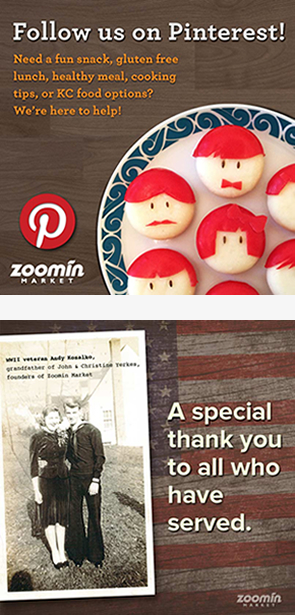 Follow us on Pinterest!
Need a fun snack, gluten free
lunch, healthy meal, cooking
tips, or KC food options?
We're here to help!
zoomin
MARKET
WWII veteran Andy Kozalko,
grandfather of John & Christine Yerkes,
founders of Zoomin Market
A special
thank you
to all who
have
served.
zoomin
MARKET